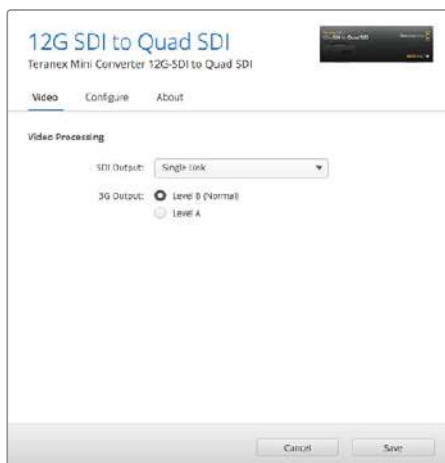 12G SDI to Quad SDI
Teranex Mini Converter 12G-SDI to Quad SDI
Video Configure About
Video Processing
SDI Output: Single Link
3G Output: Level B (Normal)
Level A
Cancel Save